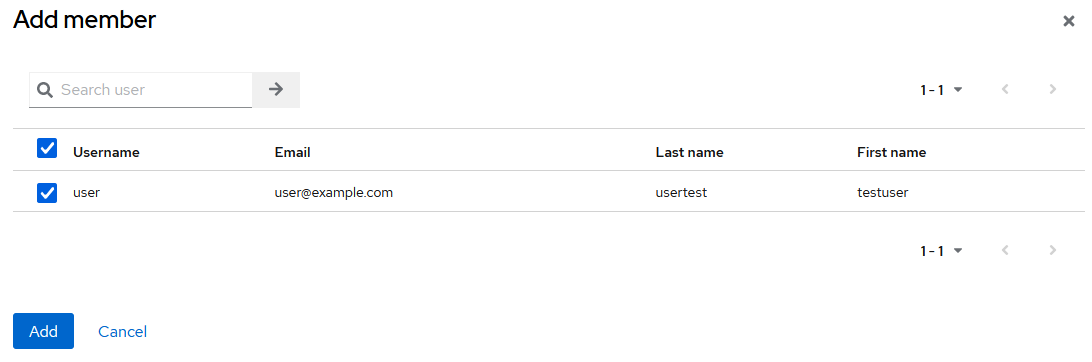 Add member
Search user
1 - 1
Username Email Last name First name
user user@example.com usertest testuser
1 - 1
Add Cancel